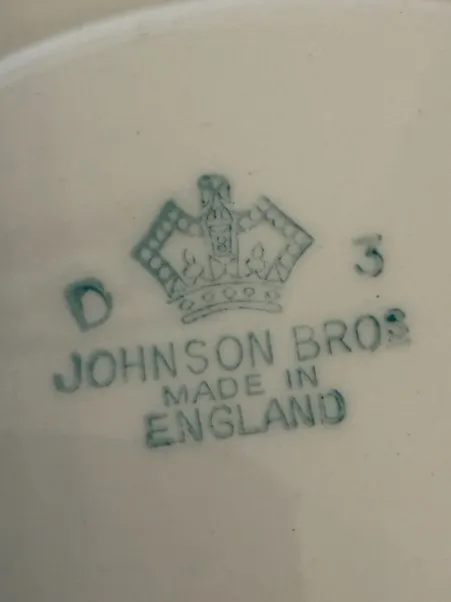 D 3
JOHNSON BROS
MADE IN
ENGLAND